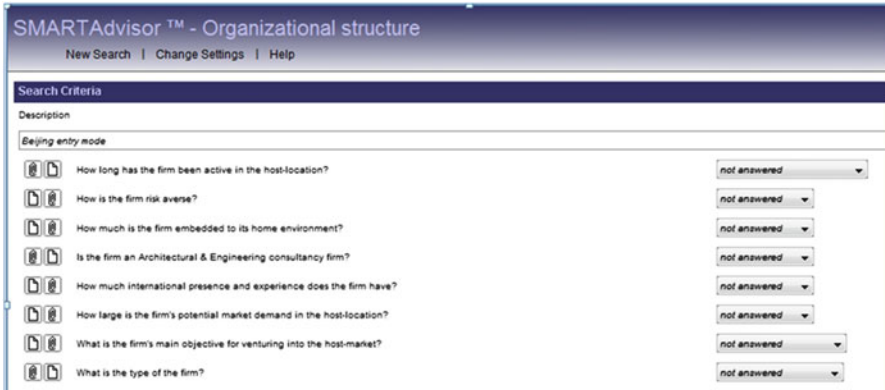 SMARTAdvisor ™ - Organizational structure
New Search | Change Settings | Help
Search Criteria
Description
Beijing entry mode
How long has the firm been active in the host-location? not answered
How is the firm risk averse? not answered
How much is the firm embedded to its home environment? not answered
Is the firm an Architectural & Engineering consultancy firm? not answered
How much international presence and experience does the firm have? not answered
How large is the firm's potential market demand in the host-location? not answered
What is the firm's main objective for venturing into the host-market? not answered
What is the type of the firm? not answered